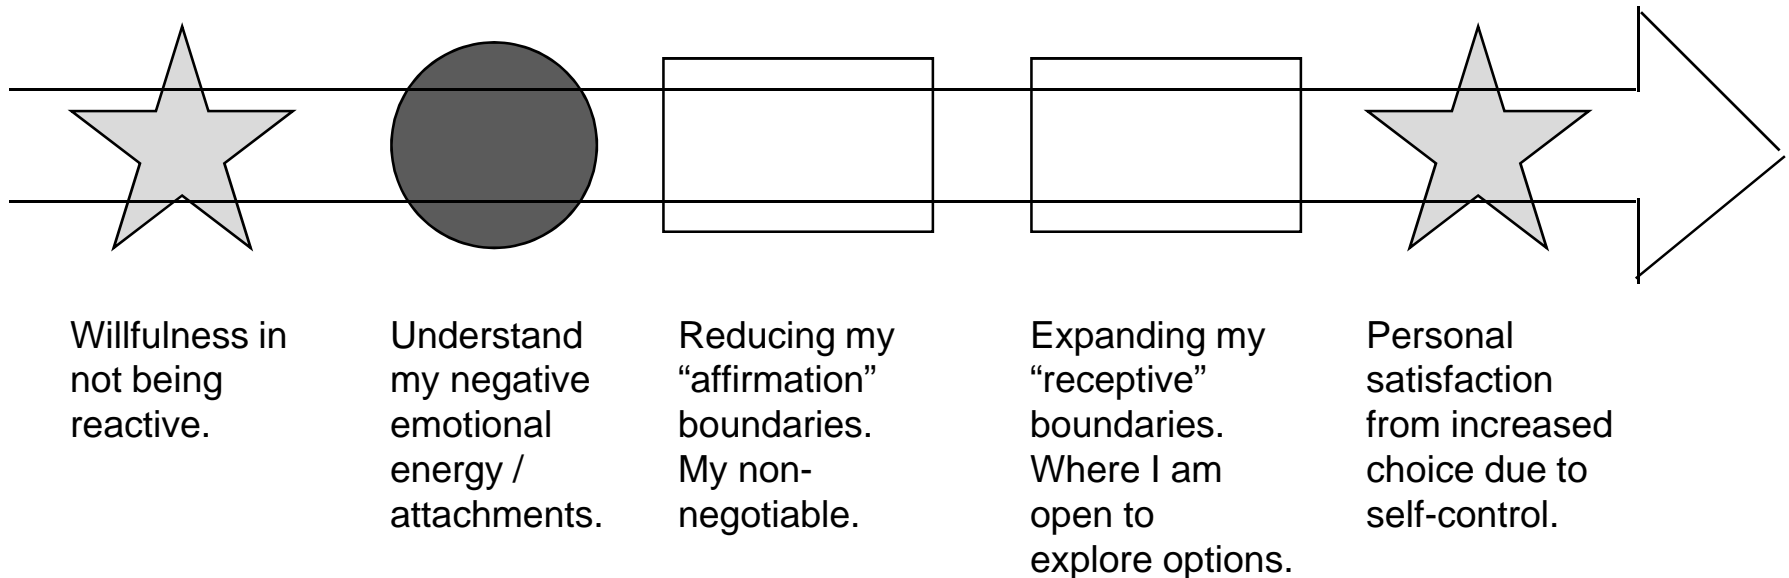 Willfulness in
not being
reactive.
Understand
my negative
emotional
energy /
attachments.
Reducing my
“affirmation”
boundaries.
My non-
negotiable.
Expanding my
“receptive”
boundaries.
Where I am
open to
explore options.
Personal
satisfaction
from increased
choice due to
self-control.